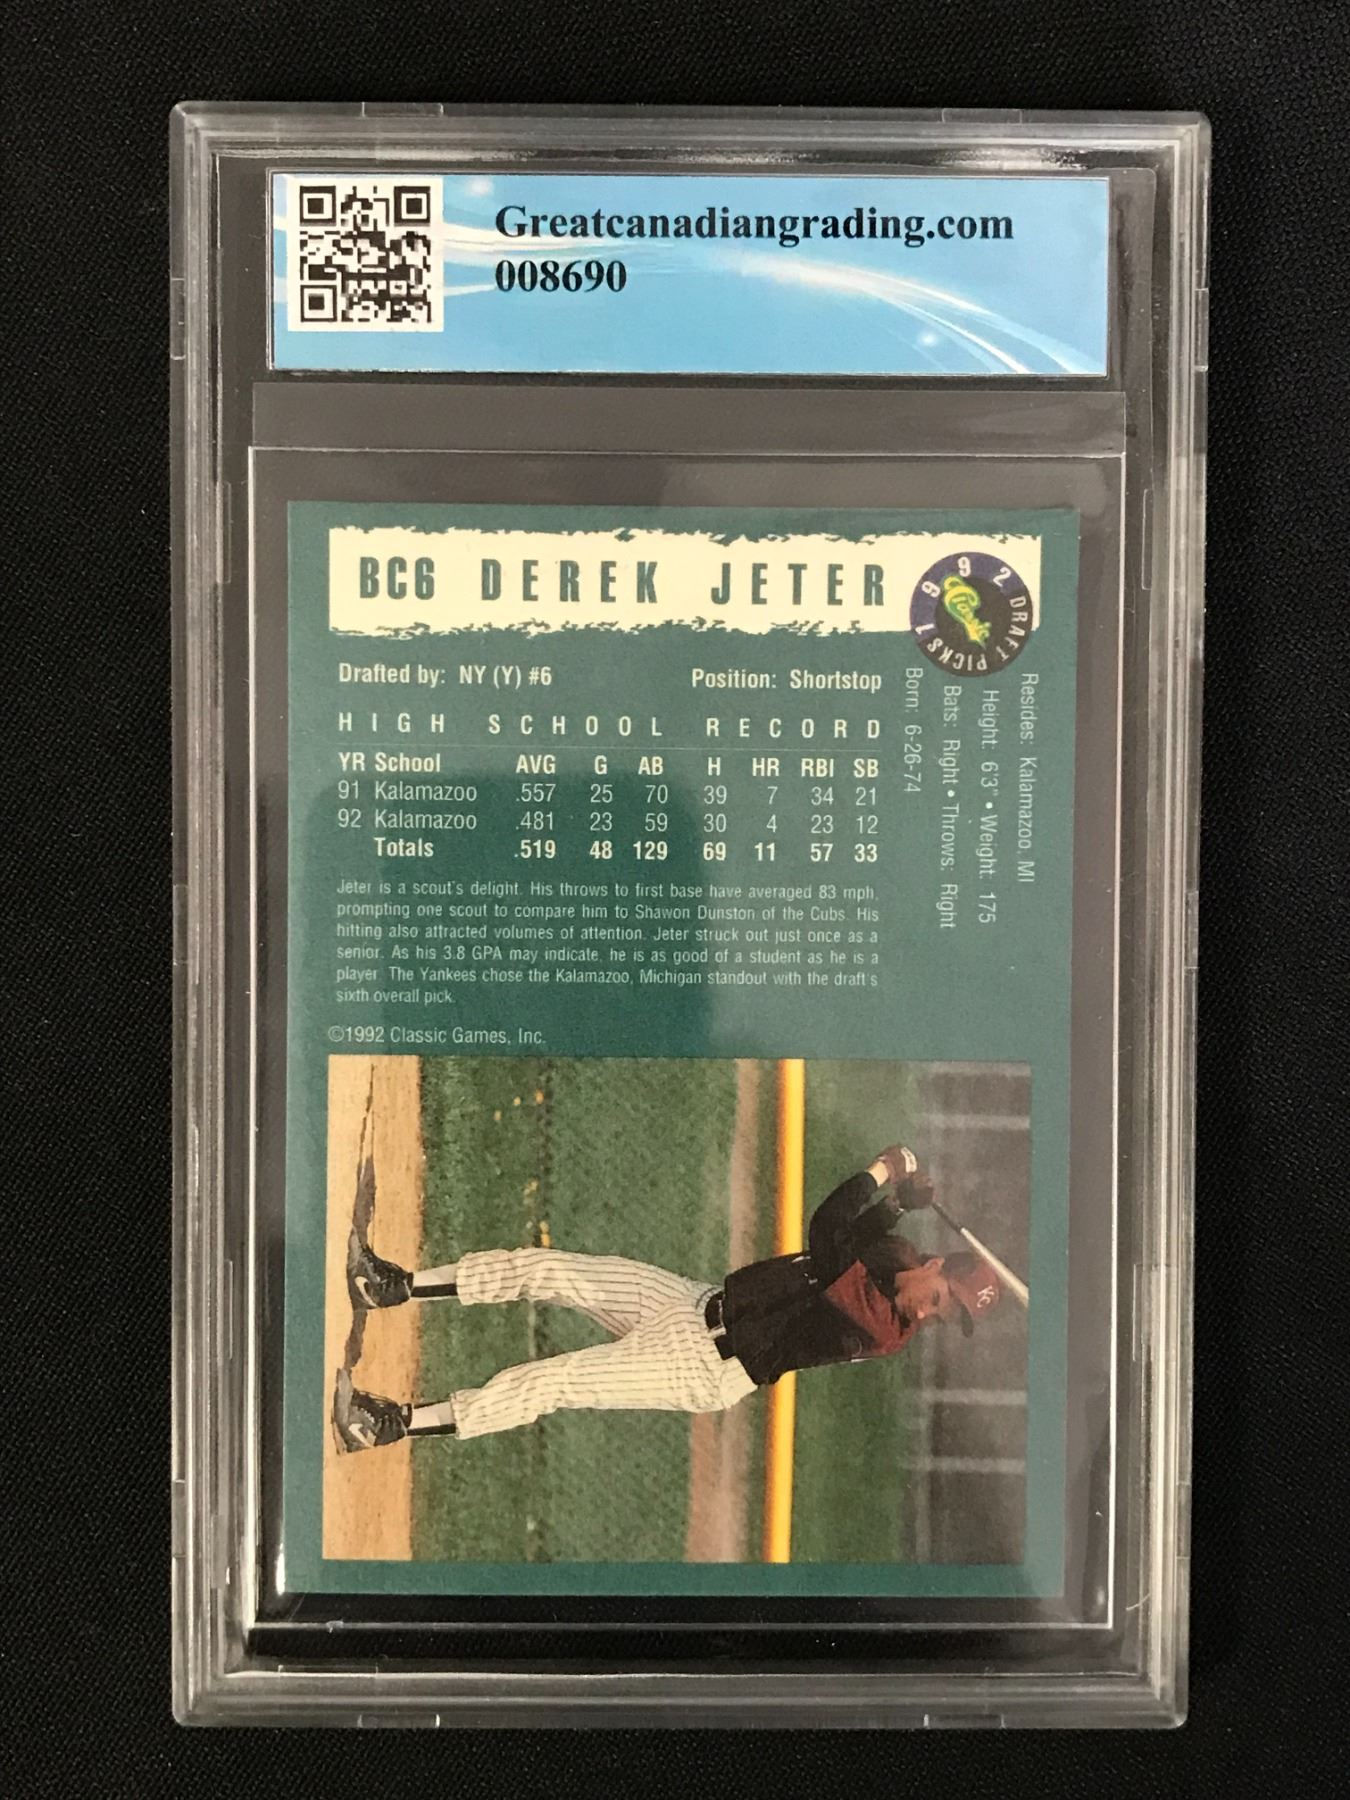 Greatcanadiangrading.com
008690
BC6 DEREK JETER
1992 DRAFT PICKS
Classic
Drafted by: NY (Y) #6 Position: Shortstop
HIGH SCHOOL RECORD
YR School AVG G AB H HR RBI SB
91 Kalamazoo .557 25 70 39 7 34 21
92 Kalamazoo .481 23 59 30 4 23 12
Totals .519 48 129 69 11 57 33
Jeter is a scout's delight. His throws to first base have averaged 83 mph,
prompting one scout to compare him to Shawon Dunston of the Cubs. His
hitting also attracted volumes of attention. Jeter struck out just once as a
senior. As his 3.8 GPA may indicate, he is as good of a student as he is a
player. The Yankees chose the Kalamazoo, Michigan standout with the draft's
sixth overall pick.
©1992 Classic Games, Inc.
Resides: Kalamazoo, MI
Height: 6'3" • Weight: 175
Bats: Right • Throws: Right
Born: 6-26-74
KC